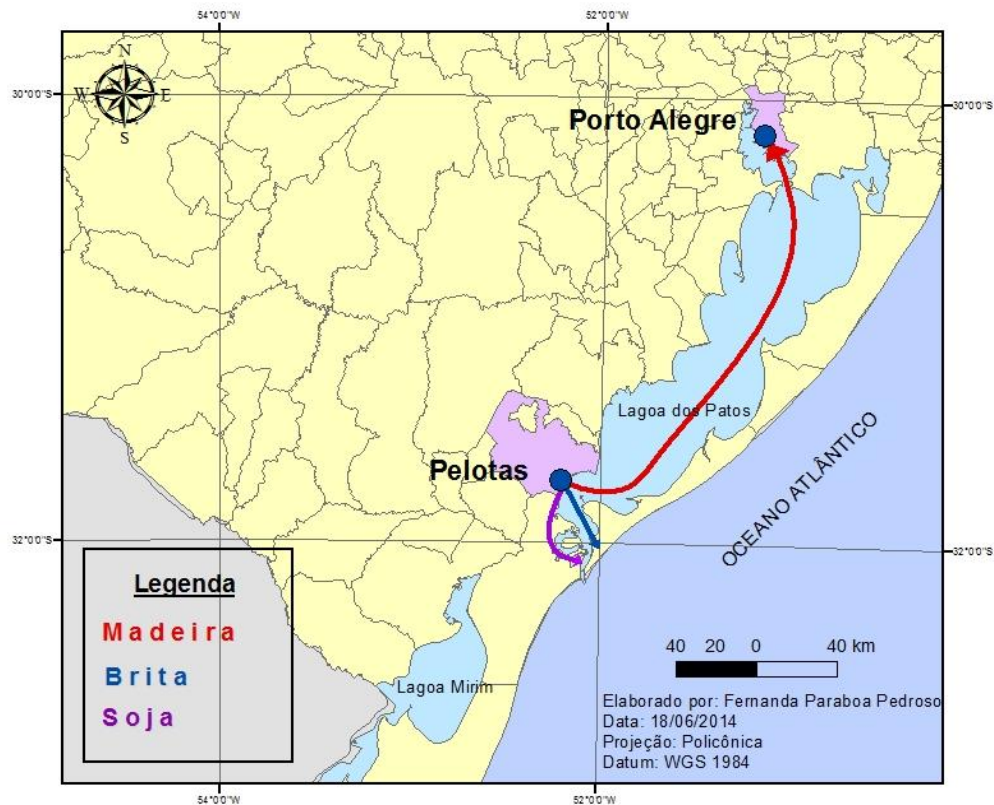 54°0'0"W
52°0'0"W
N
W
E
S
30°0'0"S
30°0'0"S
Porto Alegre
Lagoa dos Patos
Pelotas
OCEANO ATLÂNTICO
32°0'0"S
32°0'0"S
Legenda
Madeira
Brita
Soja
Lagoa Mirim
40 20 0 40 km
Elaborado por: Fernanda Paraboa Pedroso
Data: 18/06/2014
Projeção: Policônica
Datum: WGS 1984
54°0'0"W
52°0'0"W